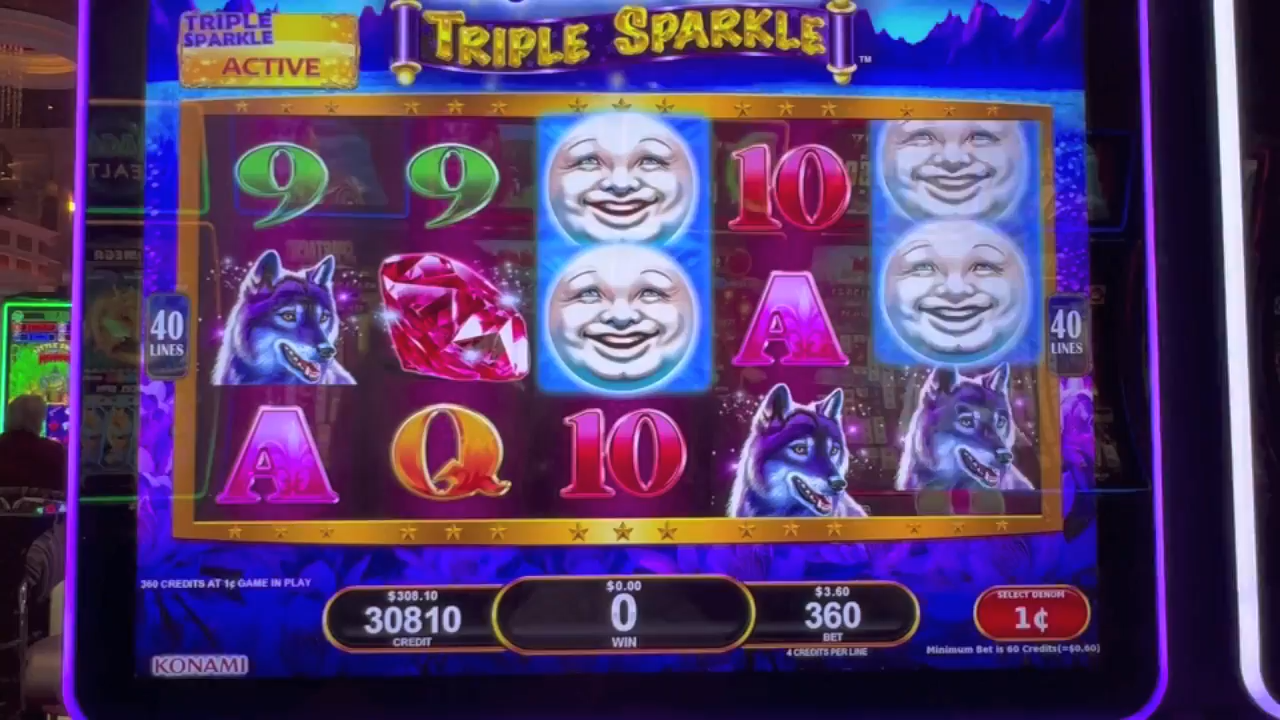 TRIPLE
SPARKLE
ACTIVE
TRIPLE SPARKLE™
9 9 10
40
LINES
A
40
LINES
A Q 10
360 CREDITS AT 1¢ GAME IN PLAY
$308.10
30810
CREDIT
$0.00
0
WIN
$3.60
360
BET
4 CREDITS PER LINE
SELECT DENOM
1¢
Minimum Bet is 60 Credits(=$0.60)
KONAMI